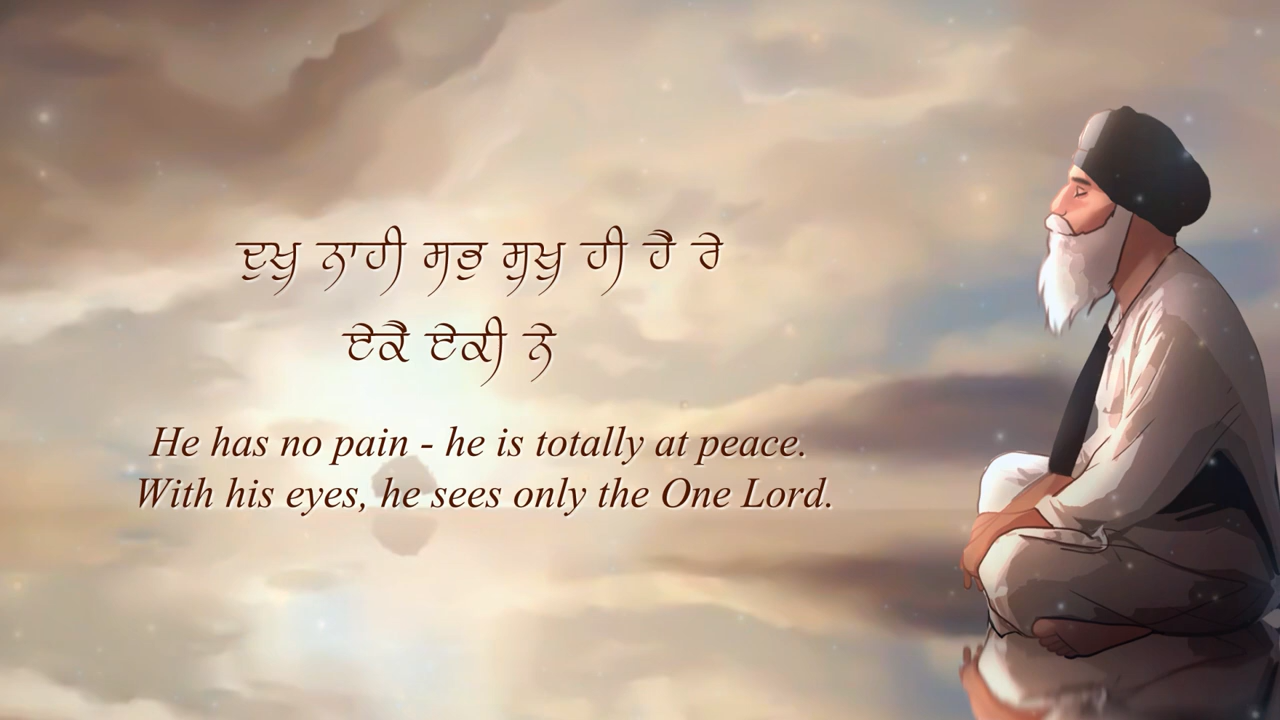 ਦੁਖੁ ਨਾਹੀ ਸਭੁ ਸੁਖੁ ਹੀ ਹੈ ਰੇ
ਏਕੈ ਏਕੀ ਨੇ
He has no pain - he is totally at peace.
With his eyes, he sees only the One Lord.